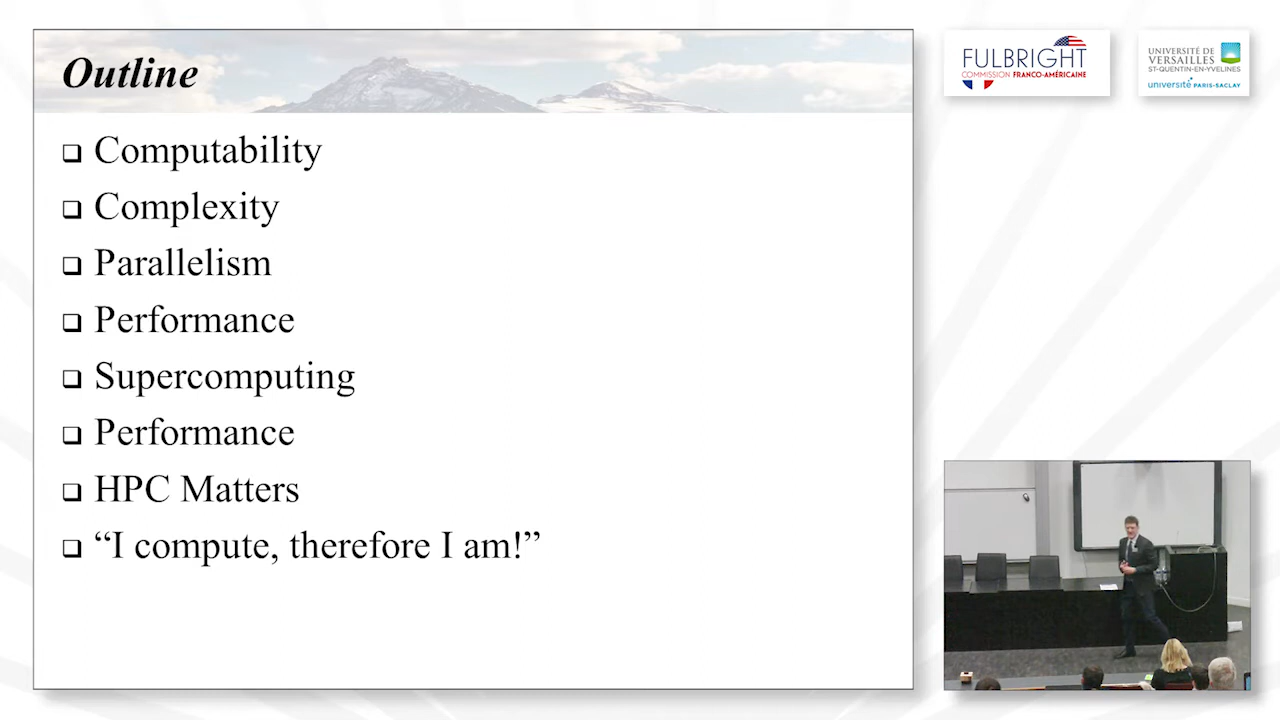 Outline
Computability
Complexity
Parallelism
Performance
Supercomputing
Performance
HPC Matters
“I compute, therefore I am!”
FULBRIGHT
COMMISSION FRANCO-AMÉRICAINE
UNIVERSITÉ DE
VERSAILLES
ST-QUENTIN-EN-YVELINES
université PARIS-SACLAY